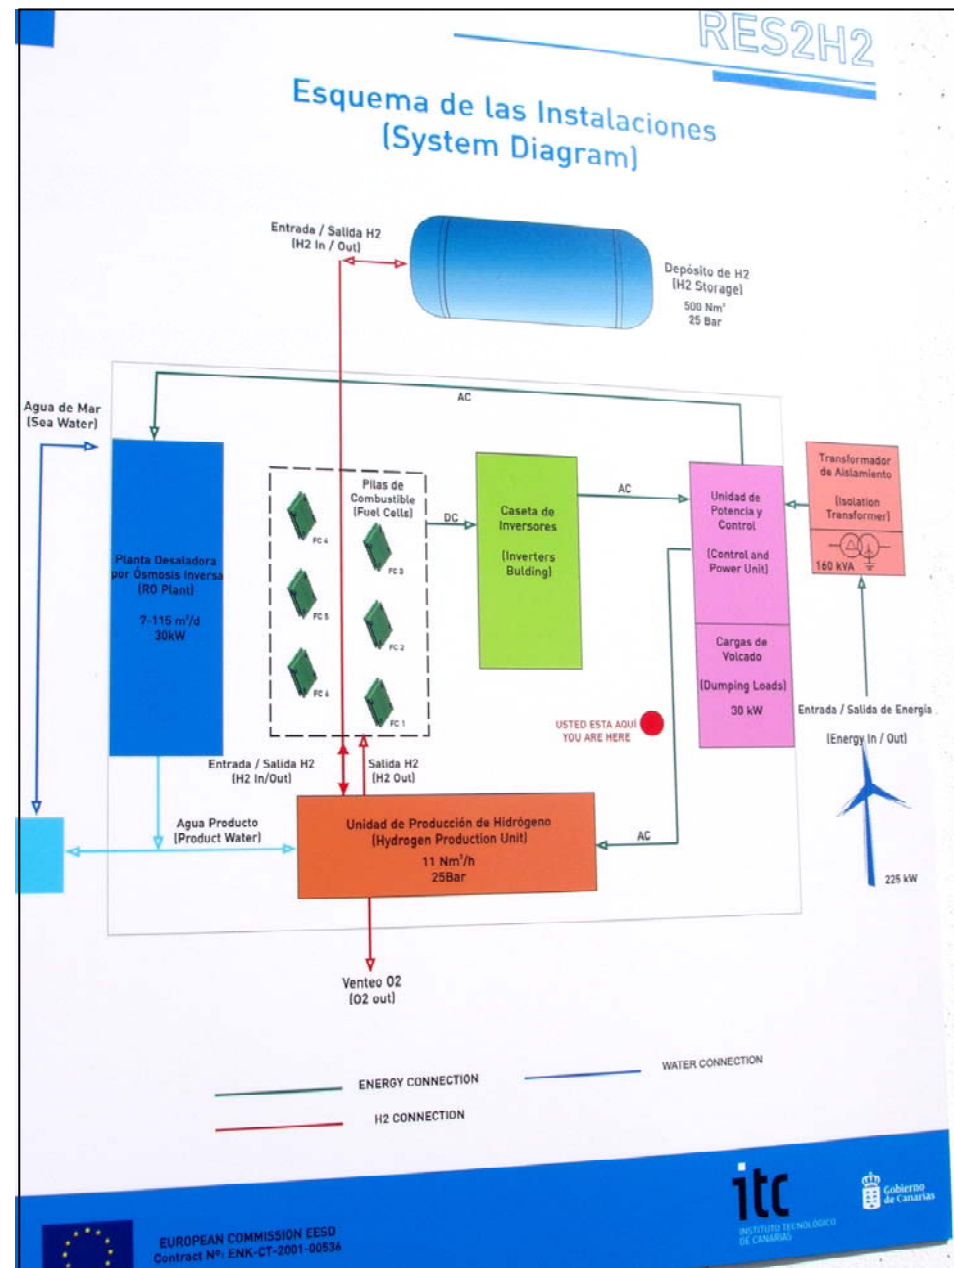 RES2H2
Esquema de las Instalaciones
(System Diagram)
Entrada / Salida H2
(H2 In / Out)
Depósito de H2
(H2 Storage)
500 Nm³
25 Bar
AC
Agua de Mar
(Sea Water)
Planta Desaladora
por Ósmosis Inversa
(RO Plant)
7-115 m³/d
30kW
Pilas de
Combustible
(Fuel Cells)
FC 4
FC 3
FC 5
FC 2
FC 6
FC 1
DC
Caseta de
Inversores
(Inverters
Bulding)
AC
Unidad de
Potencia y
Control
(Control and
Power Unit)
Cargas de
Volcado
(Dumping Loads)
30 kW
Transformador
de Aislamiento
(Isolation
Transformer)
160 kVA
Entrada / Salida de Energía
(Energy In / Out)
225 kW
USTED ESTA AQUÍ
YOU ARE HERE
Entrada / Salida H2
(H2 In/Out)
Salida H2
(H2 Out)
Agua Producto
(Product Water)
Unidad de Producción de Hidrógeno
(Hydrogen Production Unit)
11 Nm³/h
25Bar
AC
Venteo O2
(O2 out)
ENERGY CONNECTION
WATER CONNECTION
H2 CONNECTION
EUROPEAN COMMISSION EESD
Contract Nº: ENK-CT-2001-00536
itc
INSTITUTO TECNOLÓGICO
DE CANARIAS
Gobierno
de Canarias